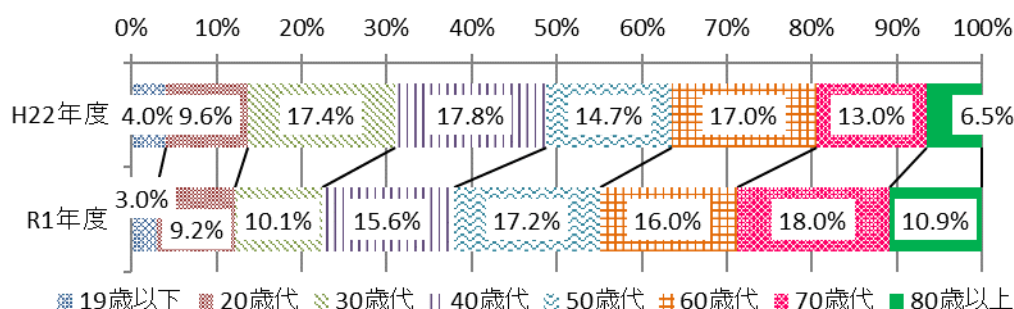 0% 10% 20% 30% 40% 50% 60% 70% 80% 90% 100%
H22年度 4.0% 9.6% 17.4% 17.8% 14.7% 17.0% 13.0% 6.5%
R1年度 3.0% 9.2% 10.1% 15.6% 17.2% 16.0% 18.0% 10.9%
19歳以下 20歳代 30歳代 40歳代 50歳代 60歳代 70歳代 80歳以上